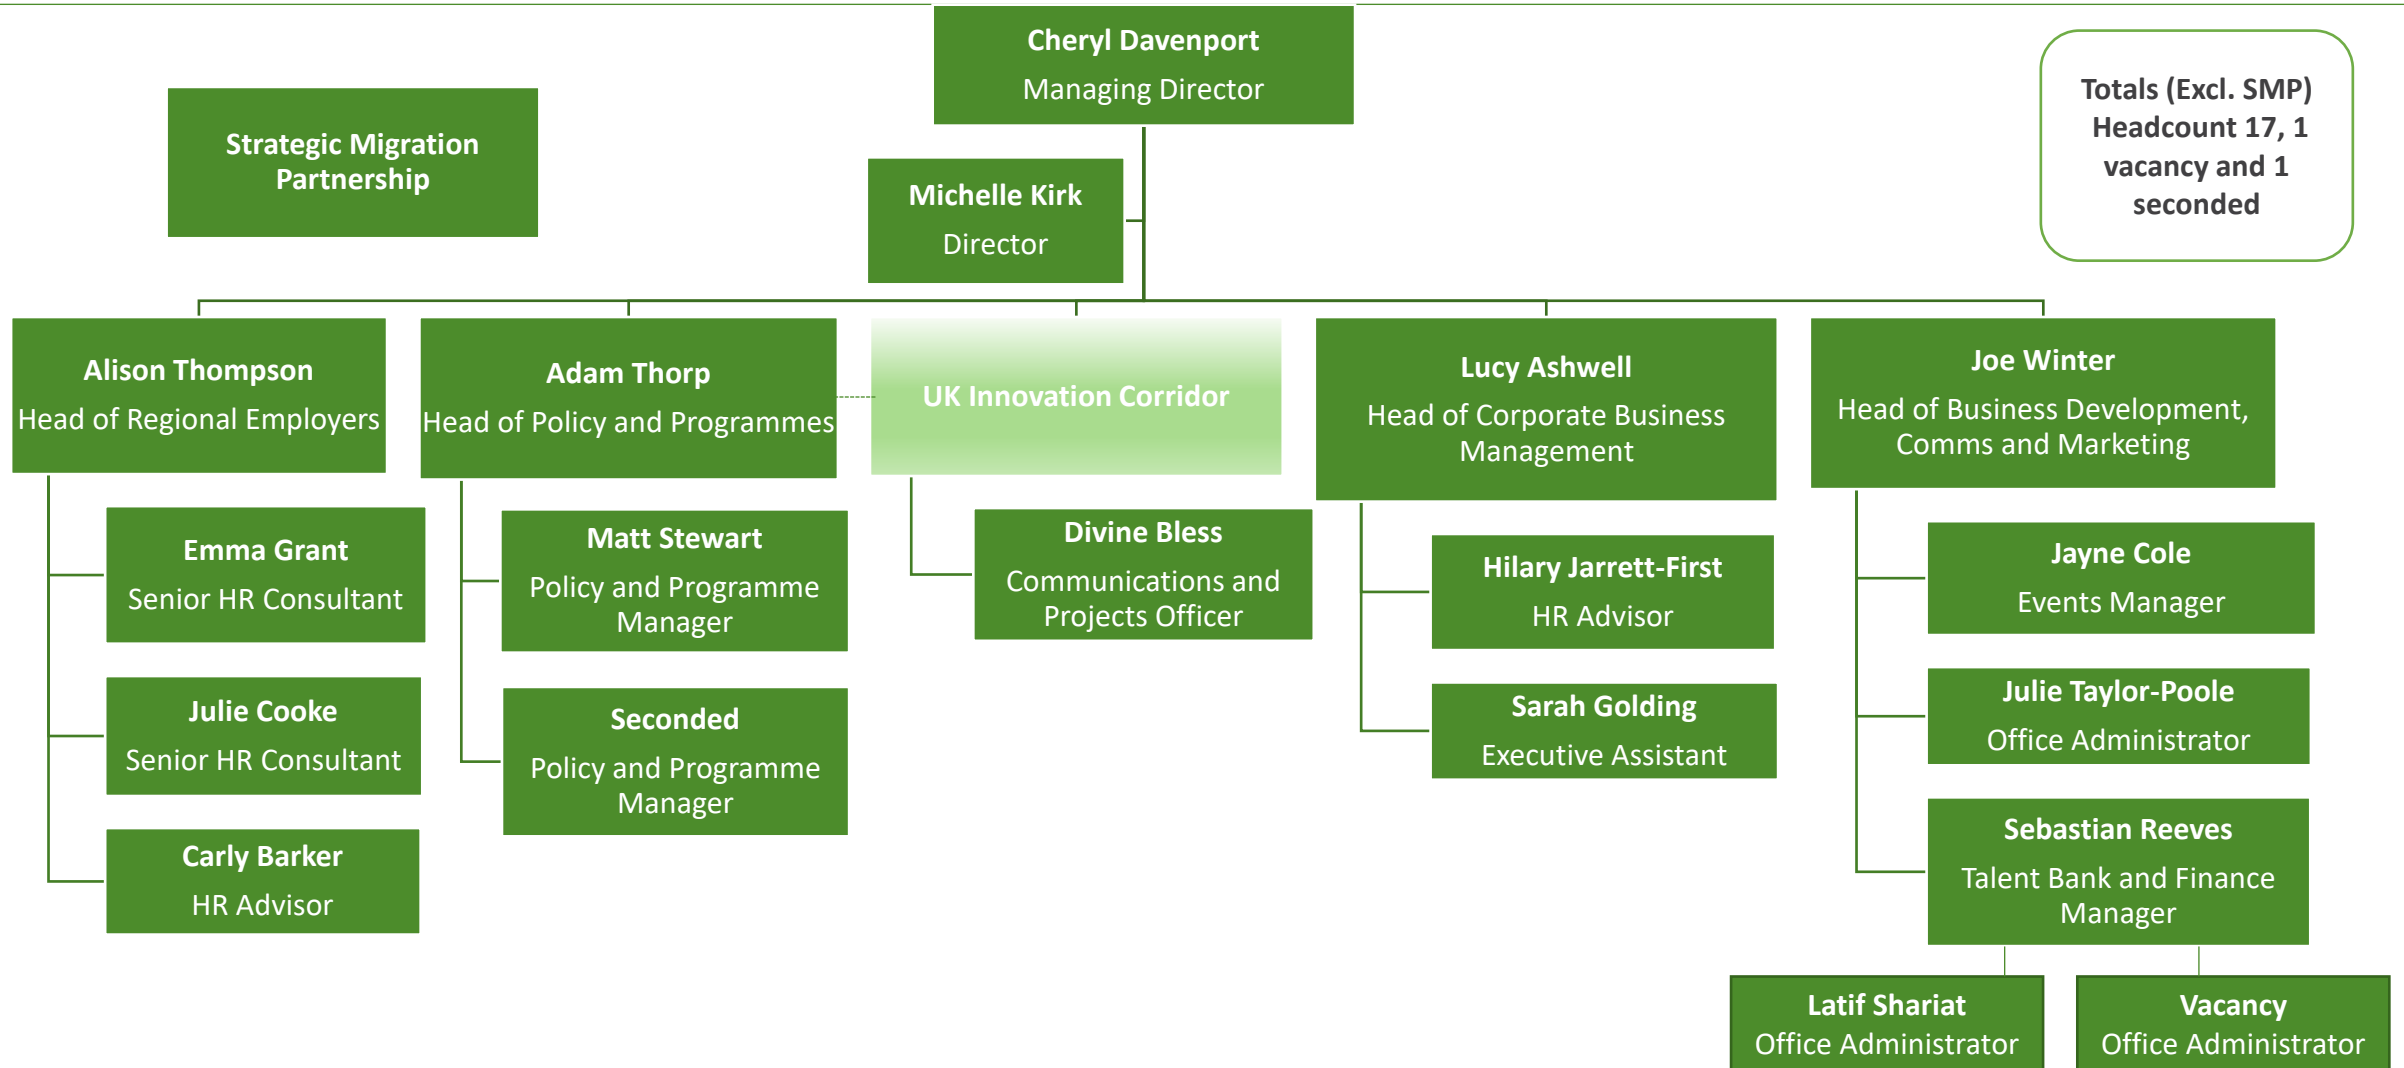 Cheryl Davenport
Managing Director
Strategic Migration
Partnership
Totals (Excl. SMP)
Headcount 17, 1
vacancy and 1
seconded
Michelle Kirk
Director
Alison Thompson
Head of Regional Employers
Adam Thorp
Head of Policy and Programmes
UK Innovation Corridor
Lucy Ashwell
Head of Corporate Business
Management
Joe Winter
Head of Business Development,
Comms and Marketing
Emma Grant
Senior HR Consultant
Julie Cooke
Senior HR Consultant
Carly Barker
HR Advisor
Matt Stewart
Policy and Programme
Manager
Seconded
Policy and Programme
Manager
Divine Bless
Communications and
Projects Officer
Hilary Jarrett-First
HR Advisor
Sarah Golding
Executive Assistant
Jayne Cole
Events Manager
Julie Taylor-Poole
Office Administrator
Sebastian Reeves
Talent Bank and Finance
Manager
Latif Shariat
Office Administrator
Vacancy
Office Administrator